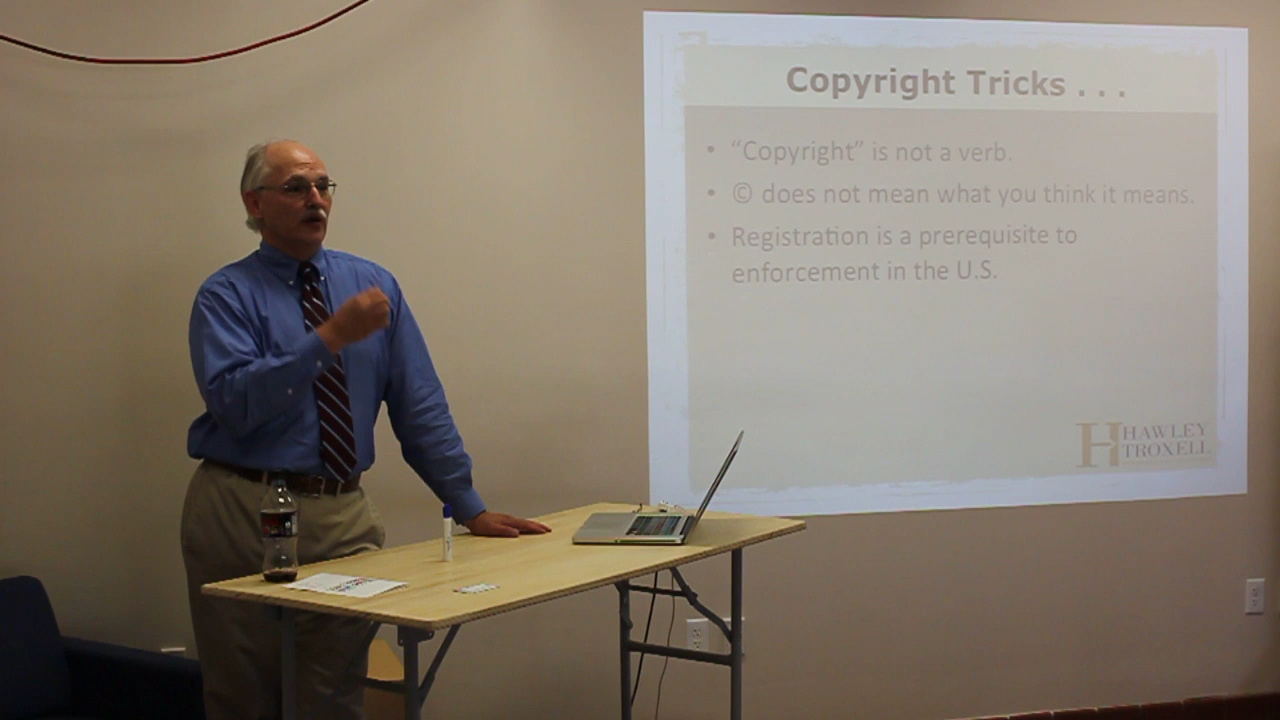 Copyright Tricks . . .
• “Copyright” is not a verb.
• © does not mean what you think it means.
• Registration is a prerequisite to
enforcement in the U.S.
H HAWLEY
TROXELL